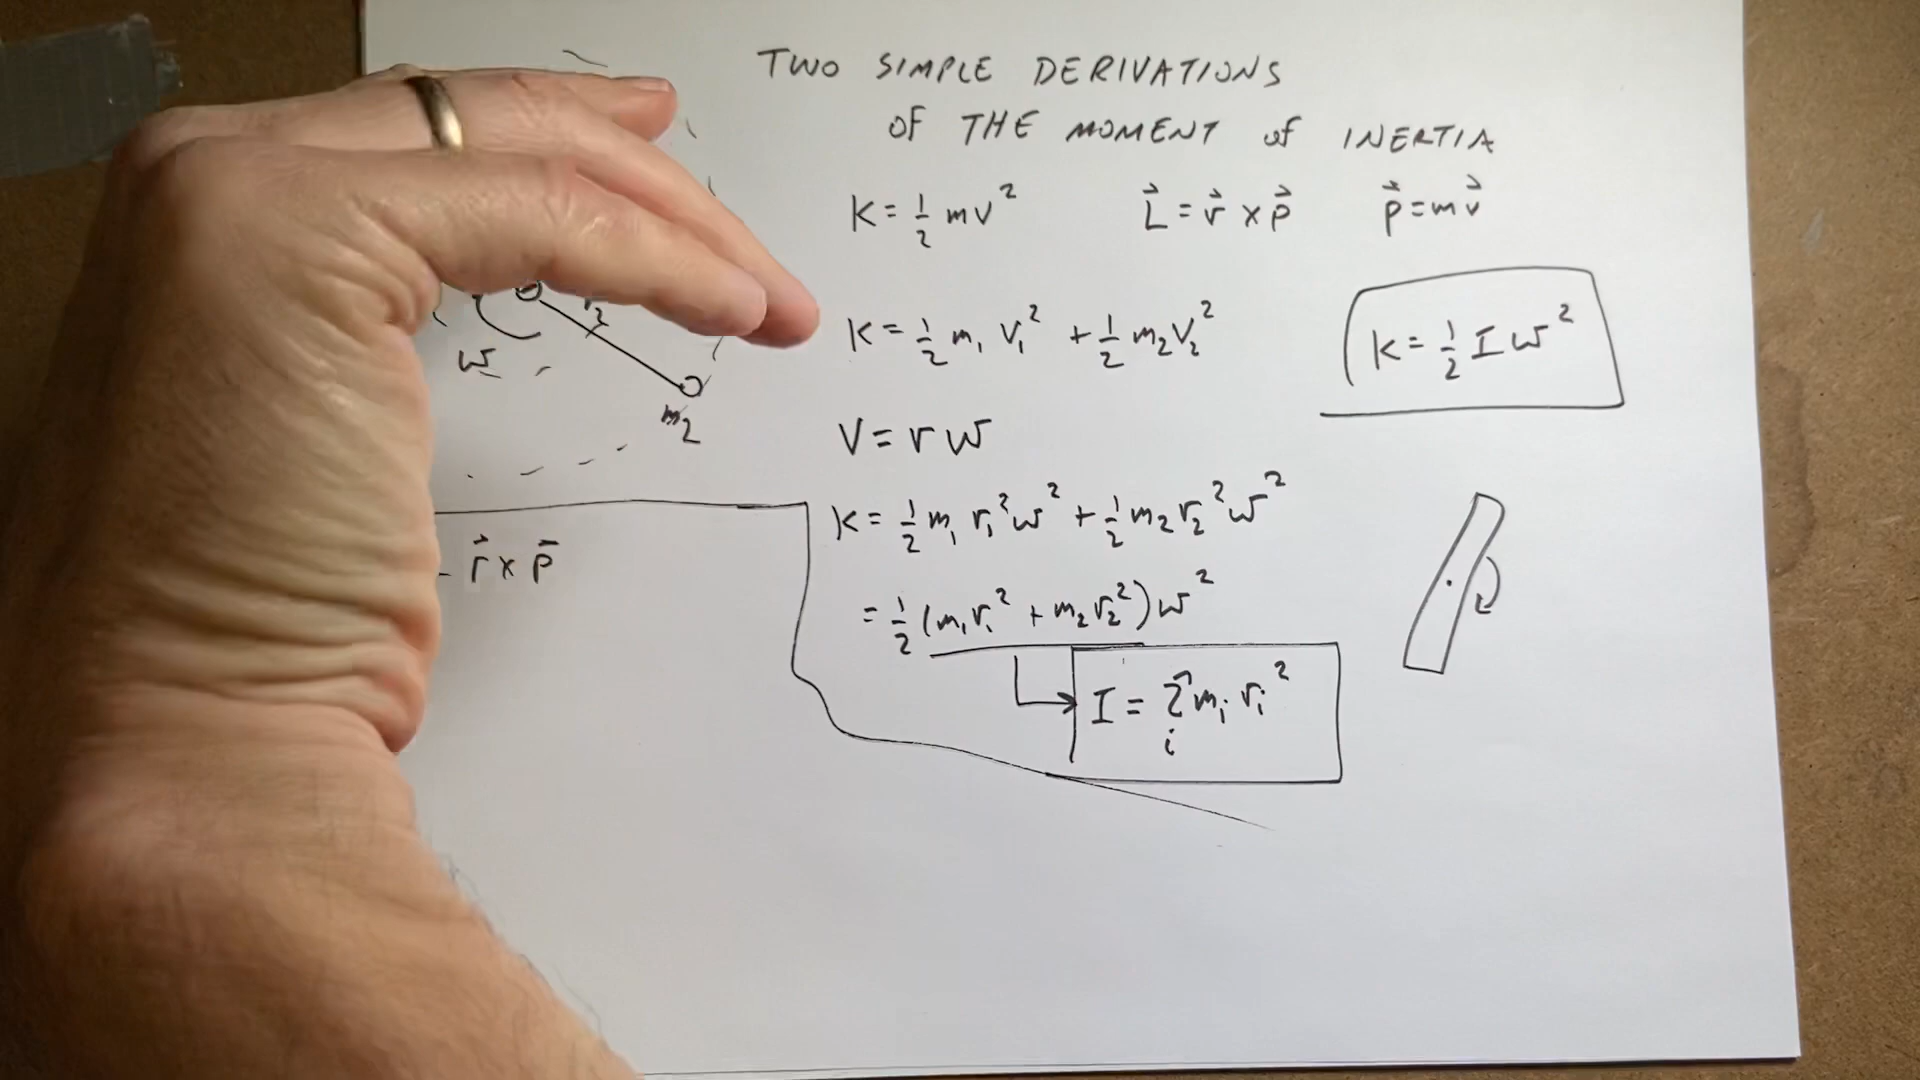 TWO SIMPLE DERIVATIONS
OF THE MOMENT OF INERTIA
K = 1/2 mv²
L⃗ = r⃗ × p⃗
p⃗ = mv⃗
K = 1/2 m₁ v₁² + 1/2 m₂ v₂²
K = 1/2 I ω²
v = rω
K = 1/2 m₁ r₁² ω² + 1/2 m₂ r₂² ω²
= 1/2 (m₁ r₁² + m₂ r₂²) ω²
I = Σ mᵢ rᵢ²
i
ω
m₂
r⃗ × p⃗